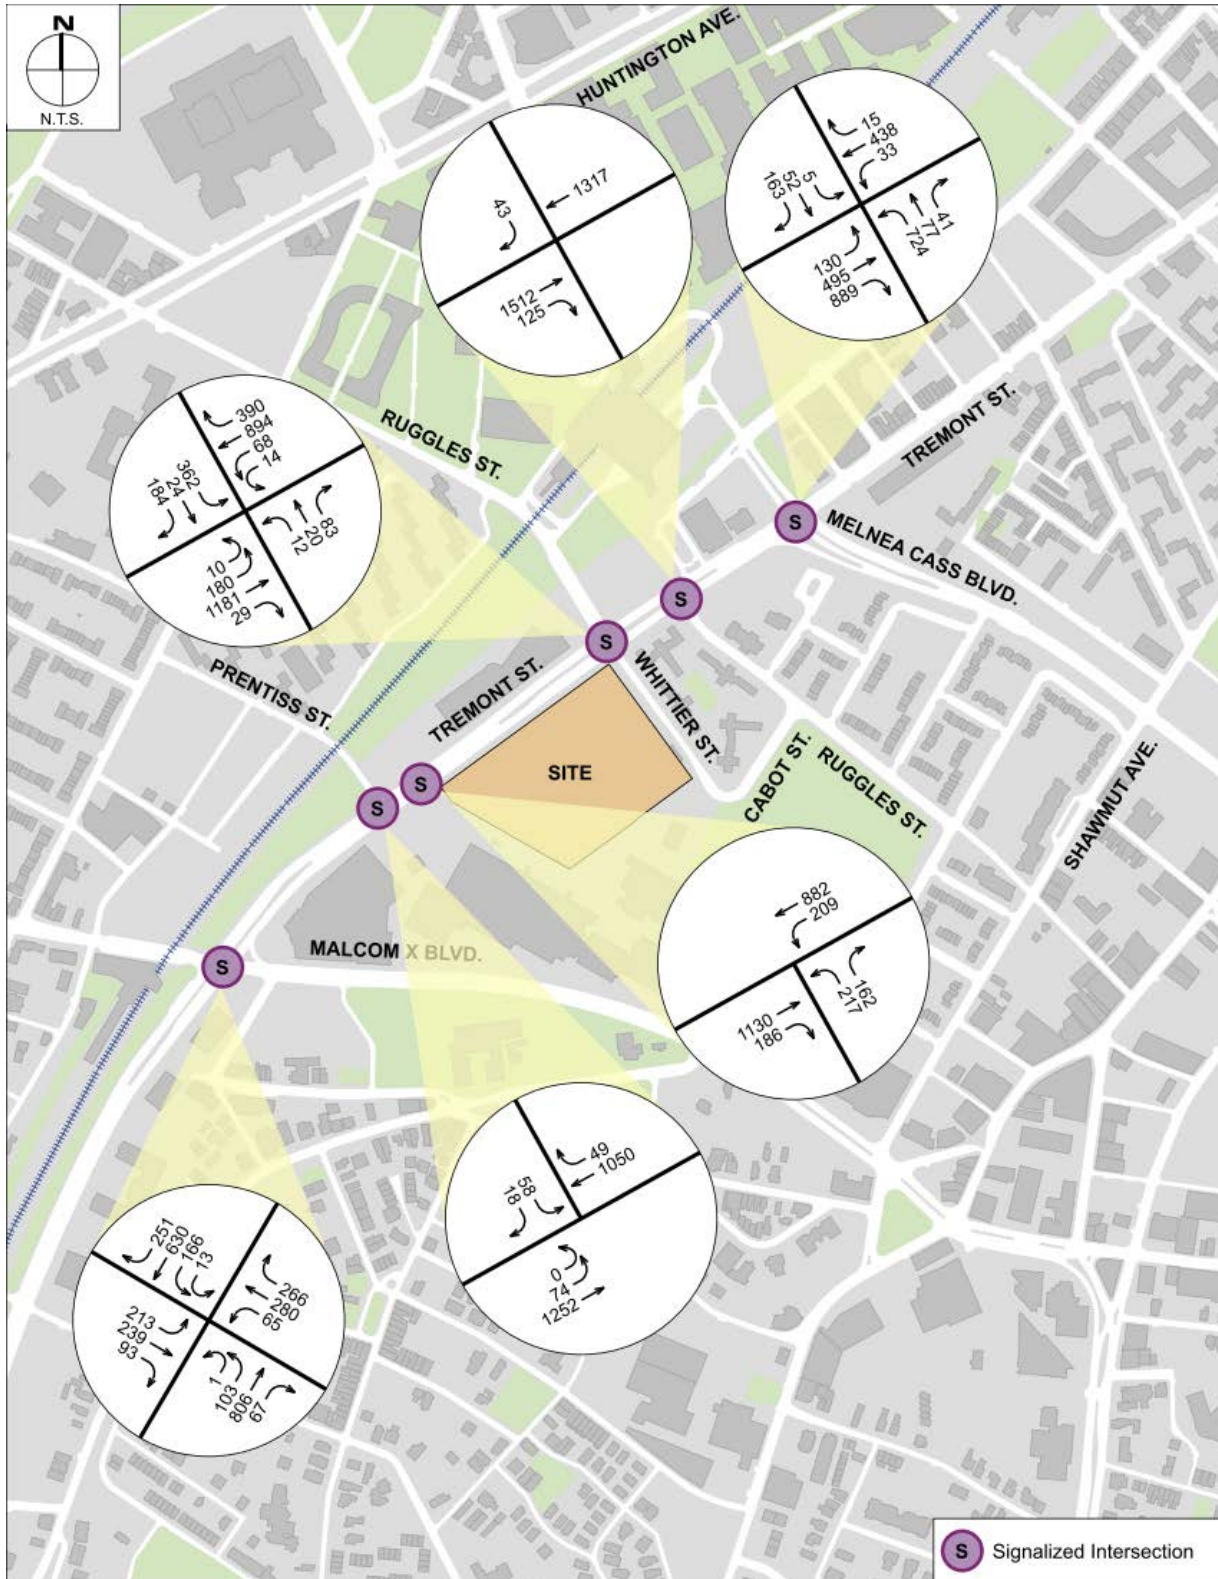 N
N.T.S.
HUNTINGTON AVE.
1317
43
1512
125
15
438
33
5
52
163
41
77
724
130
495
889
RUGGLES ST.
TREMONT ST.
390
894
68
14
362
24
184
83
20
12
10
180
1181
29
S
MELNEA CASS BLVD.
S
S
PRENTISS ST.
TREMONT ST.
WHITTIER ST.
SITE
CABOT ST.
RUGGLES ST.
SHAWMUT AVE.
S
S
MALCOM X BLVD.
S
882
209
162
217
1130
186
49
1050
58
18
0
74
1252
251
630
166
13
266
280
65
213
239
93
1
103
806
67
S Signalized Intersection